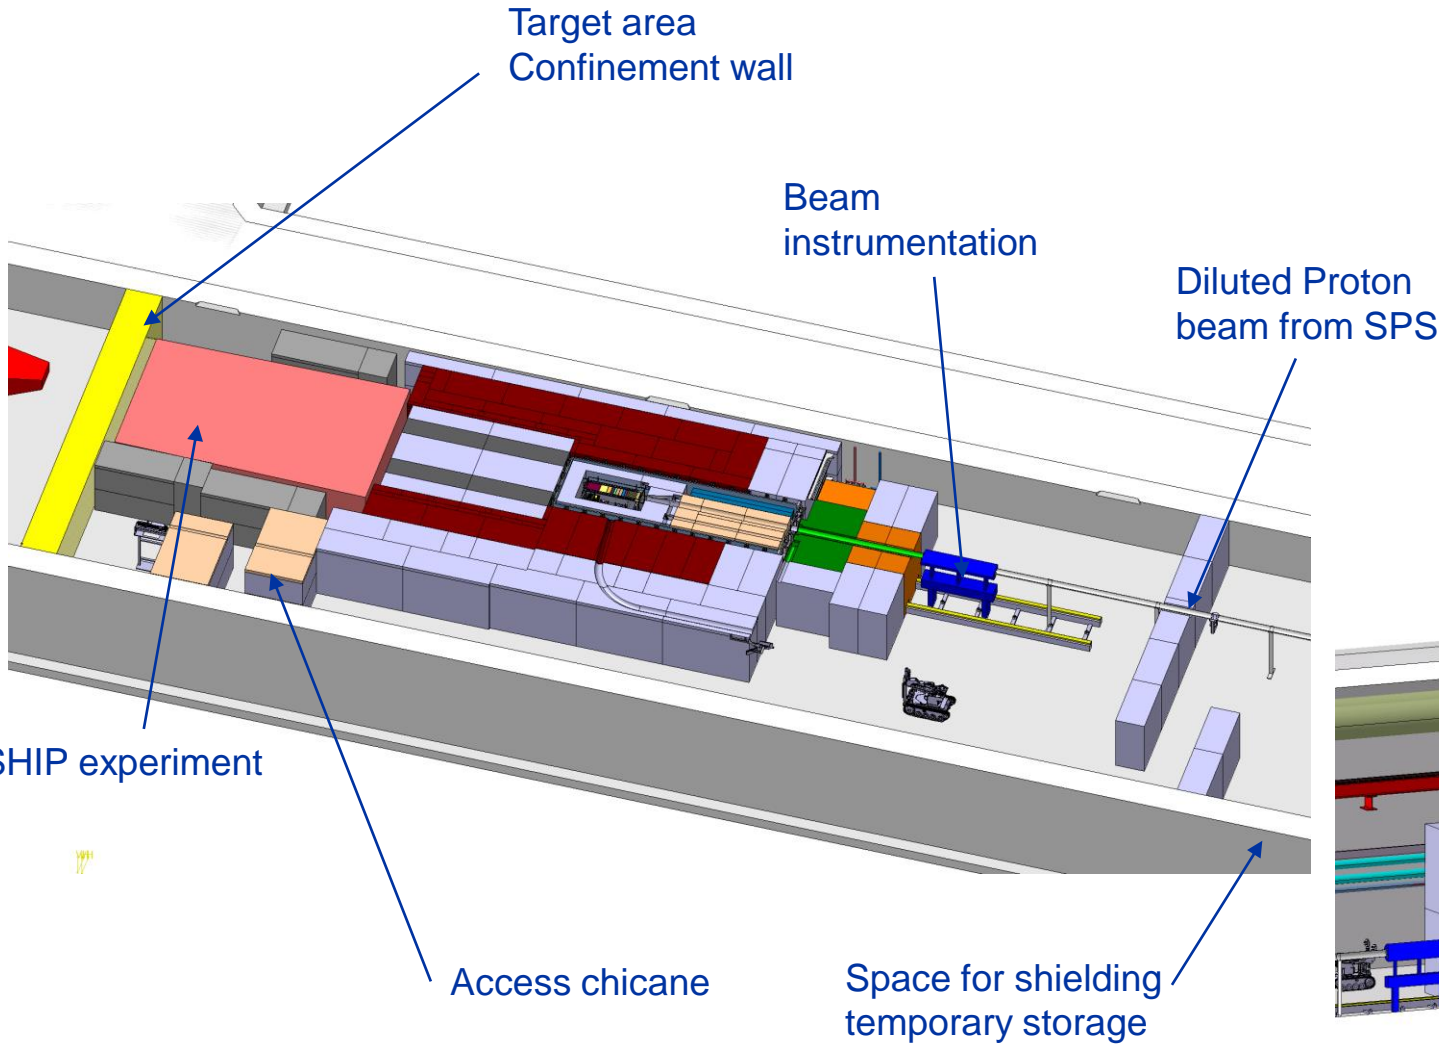 Target area
Confinement wall
Beam
instrumentation
Diluted Proton
beam from SPS
SHIP experiment
Access chicane
Space for shielding
temporary storage